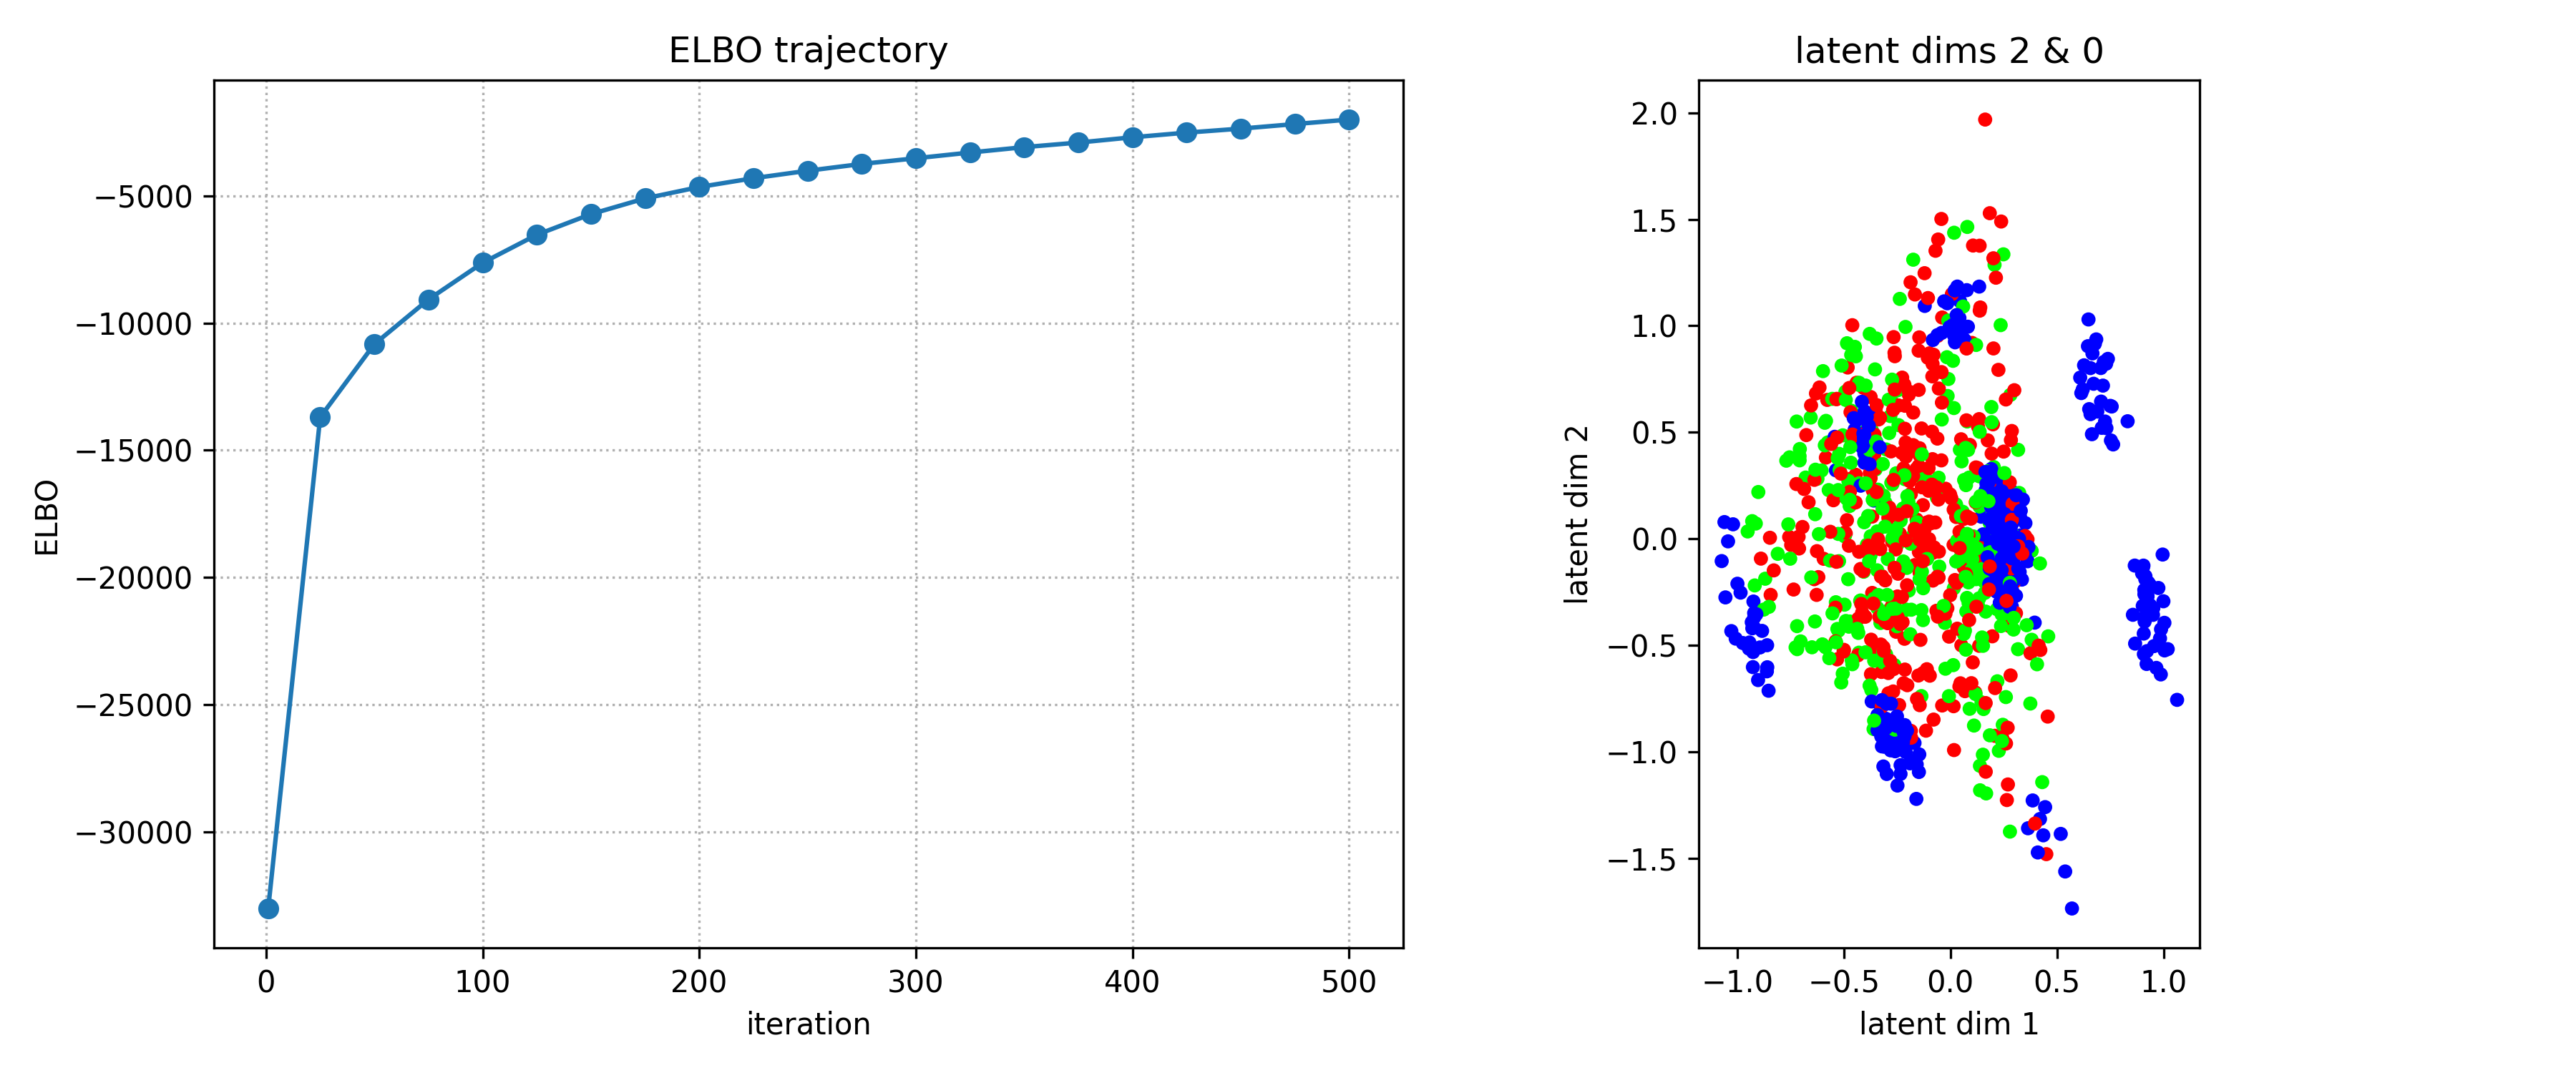 ELBO trajectory
ELBO
−5000
−10000
−15000
−20000
−25000
−30000
0 100 200 300 400 500
iteration
latent dims 2 & 0
latent dim 2
2.0
1.5
1.0
0.5
0.0
−0.5
−1.0
−1.5
−1.0 −0.5 0.0 0.5 1.0
latent dim 1